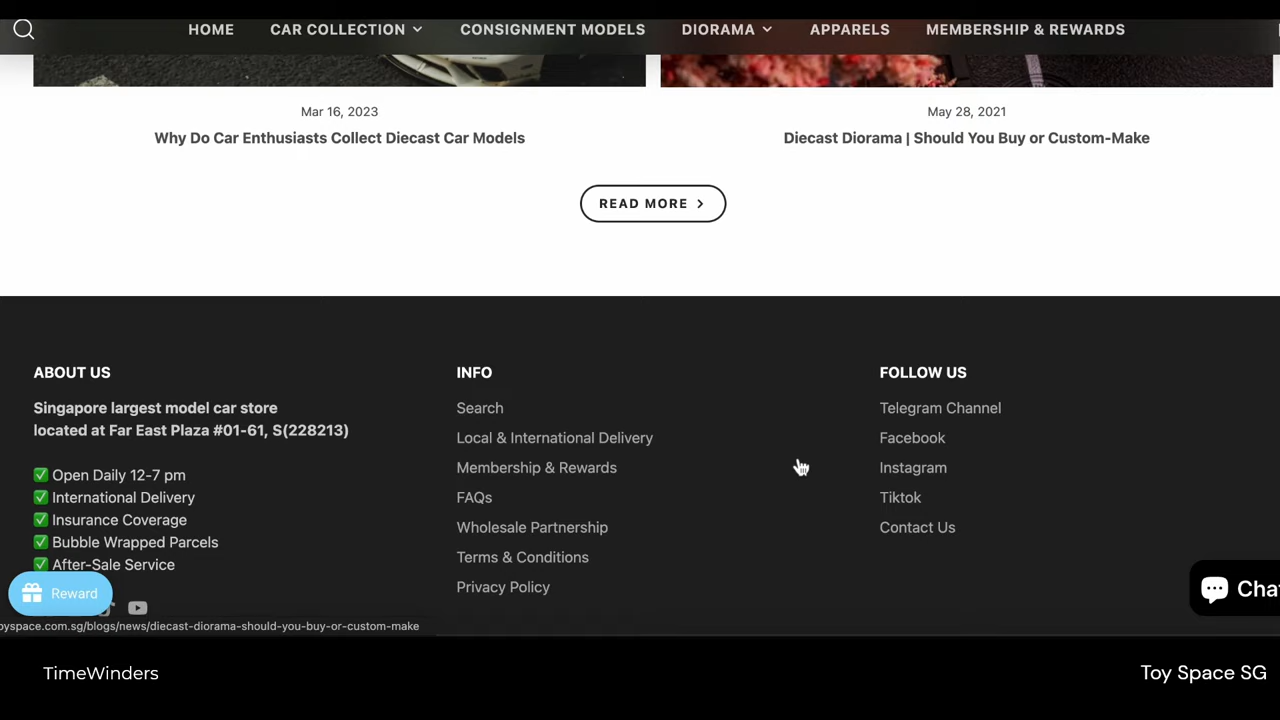 HOME CAR COLLECTION CONSIGNMENT MODELS DIORAMA APPARELS MEMBERSHIP & REWARDS
Mar 16, 2023
Why Do Car Enthusiasts Collect Diecast Car Models
May 28, 2021
Diecast Diorama | Should You Buy or Custom-Make
READ MORE
ABOUT US
Singapore largest model car store
located at Far East Plaza #01-61, S(228213)
Open Daily 12-7 pm
International Delivery
Insurance Coverage
Bubble Wrapped Parcels
After-Sale Service
INFO
Search
Local & International Delivery
Membership & Rewards
FAQs
Wholesale Partnership
Terms & Conditions
Privacy Policy
FOLLOW US
Telegram Channel
Facebook
Instagram
Tiktok
Contact Us
Reward
Cha
oyspace.com.sg/blogs/news/diecast-diorama-should-you-buy-or-custom-make
TimeWinders
Toy Space SG